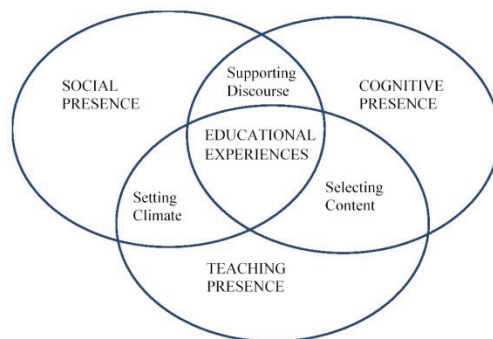 SOCIAL
PRESENCE
Supporting
Discourse
COGNITIVE
PRESENCE
EDUCATIONAL
EXPERIENCES
Setting
Climate
Selecting
Content
TEACHING
PRESENCE